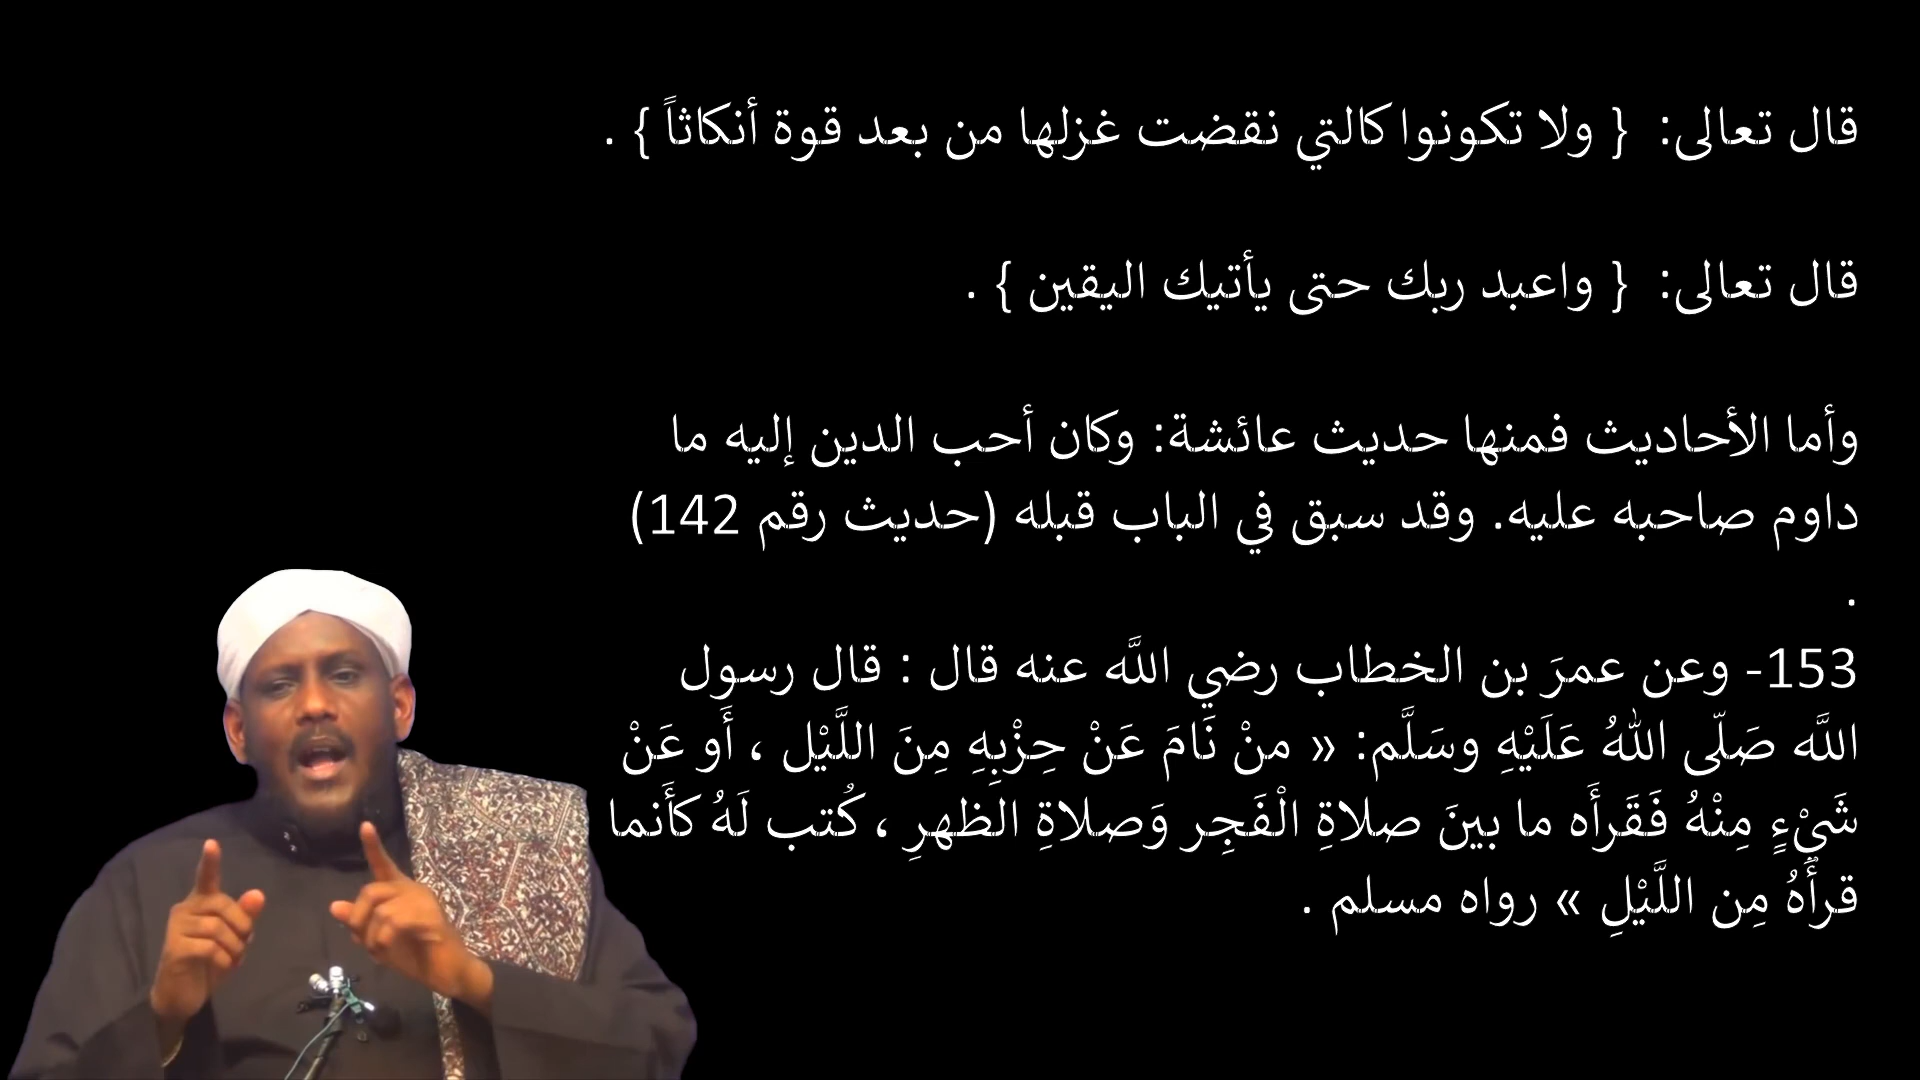 قال تعالى: { ولا تكونوا كالتي نقضت غزلها من بعد قوة أنكاثاً } .
قال تعالى: { واعبد ربك حتى يأتيك اليقين } .
وأما الأحاديث فمنها حديث عائشة: وكان أحب الدين إليه ما
داوم صاحبه عليه. وقد سبق في الباب قبله (حديث رقم 142)
.
153- وعن عمرَ بن الخطاب رضي اللَّه عنه قال : قال رسول
اللَّه صَلّى اللهُ عَلَيْهِ وسَلَّم: « منْ نَامَ عَنْ حِزْبِهِ مِنَ اللَّيْل ، أَو عَنْ
شَيْءٍ مِنْهُ فَقَرأَه ما بينَ صلاةِ الْفَجِر وَصلاةِ الظهرِ ، كُتب لَهُ كأَنما
قرأَهُ مِن اللَّيْلِ » رواه مسلم .